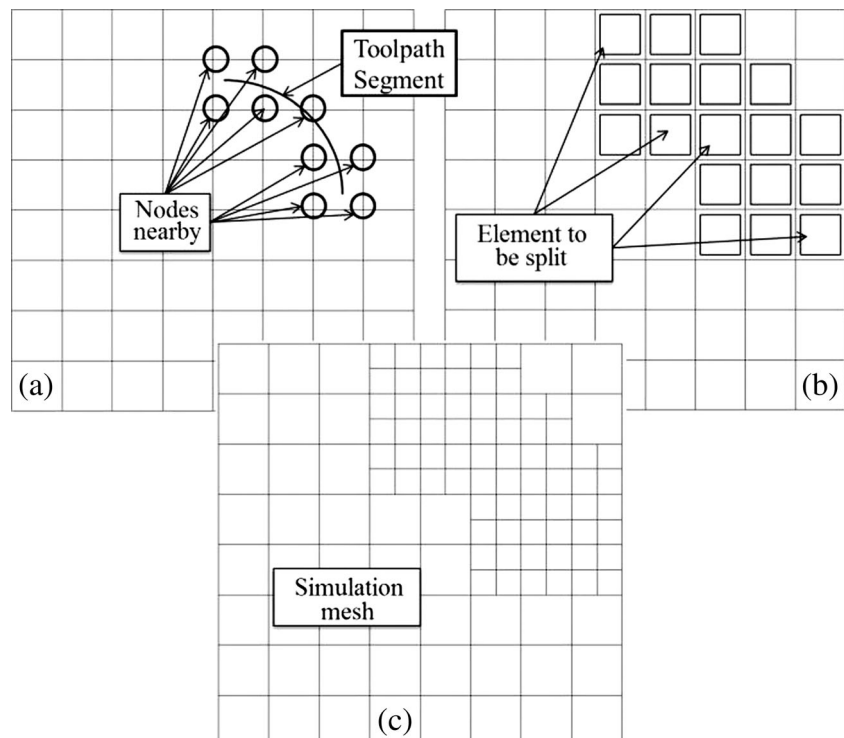 Toolpath
Segment
Nodes
nearby
(a)
Element to
be split
(b)
Simulation
mesh
(c)